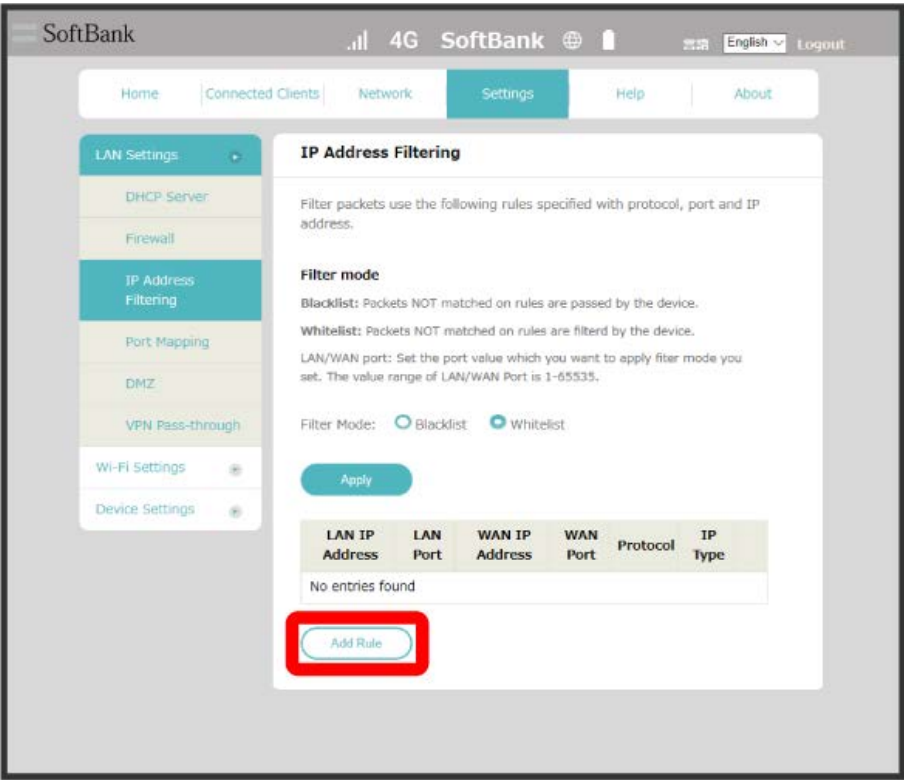 SoftBank
4G SoftBank
言語 English Logout
Home Connected Clients Network Settings Help About
LAN Settings
DHCP Server
Firewall
IP Address
Filtering
Port Mapping
DMZ
VPN Pass-through
Wi-Fi Settings
Device Settings
IP Address Filtering
Filter packets use the following rules specified with protocol, port and IP
address.
Filter mode
Blacklist: Packets NOT matched on rules are passed by the device.
Whitelist: Packets NOT matched on rules are filterd by the device.
LAN/WAN port: Set the port value which you want to apply fiter mode you
set. The value range of LAN/WAN Port is 1-65535.
Filter Mode: Blacklist Whitelist
Apply
LAN IP LAN WAN IP WAN Protocol IP
Address Port Address Port Type
No entries found
Add Rule